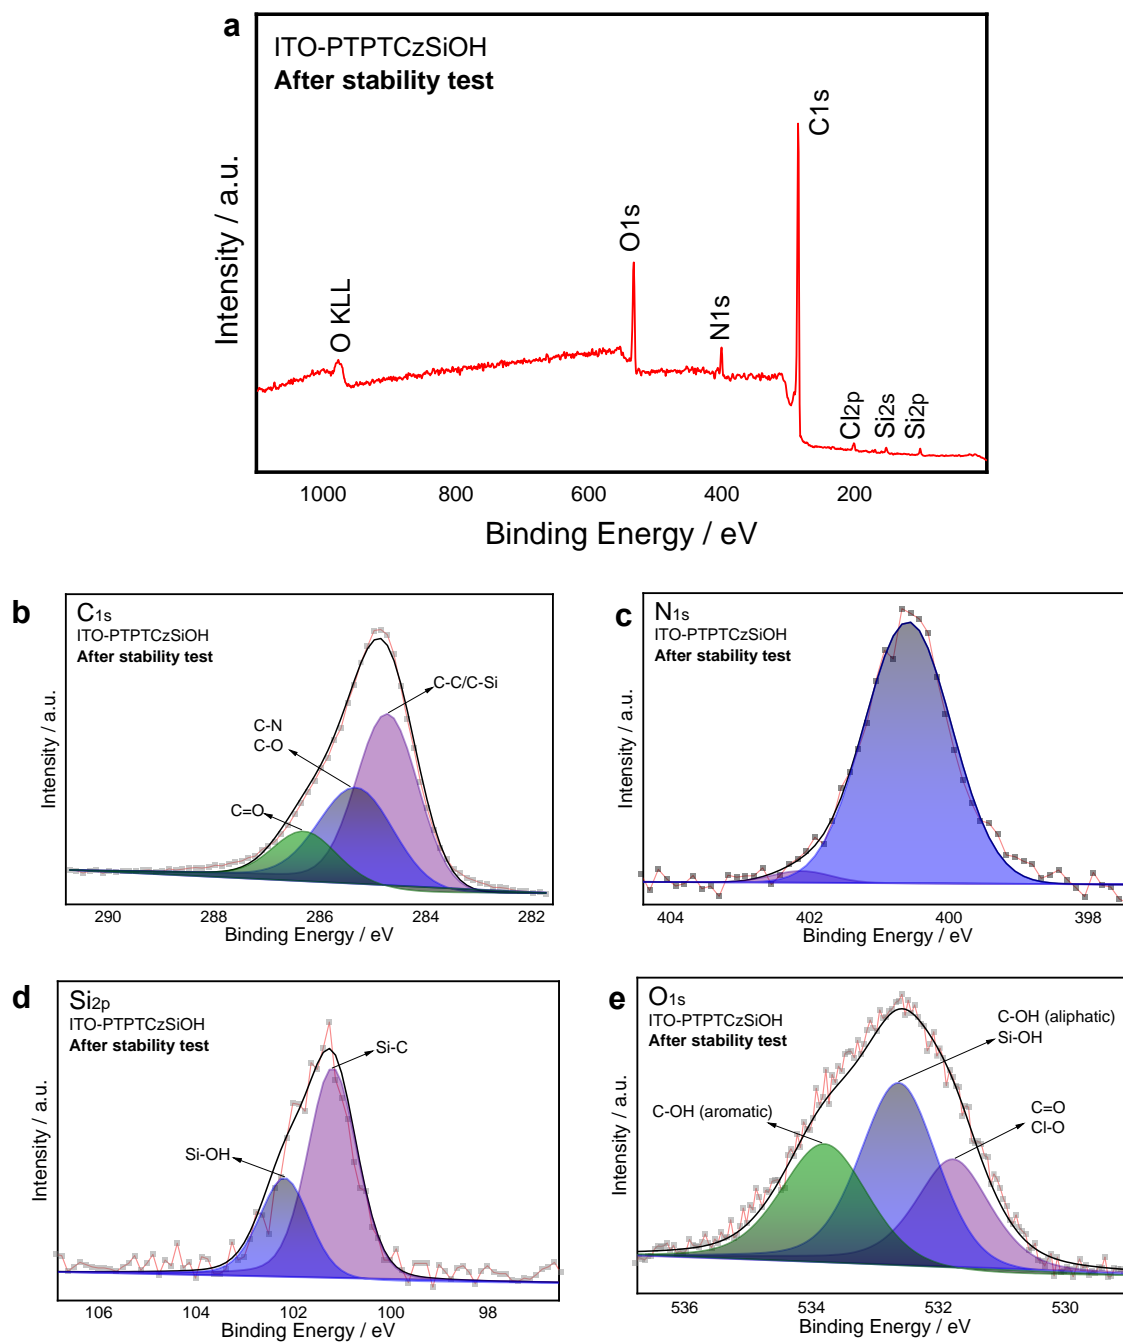 a
ITO-PTPTCzSiOH
After stability test
Intensity / a.u.
O KLL
O1s
N1s
C1s
Cl2p
Si2s
Si2p
1000 800 600 400 200
Binding Energy / eV
b
C1s
ITO-PTPTCzSiOH
After stability test
Intensity / a.u.
C-C/C-Si
C-N
C-O
C=O
290 288 286 284 282
Binding Energy / eV
c
N1s
ITO-PTPTCzSiOH
After stability test
Intensity / a.u.
404 402 400 398
Binding Energy / eV
d
Si2p
ITO-PTPTCzSiOH
After stability test
Intensity / a.u.
Si-C
Si-OH
106 104 102 100 98
Binding Energy / eV
e
O1s
ITO-PTPTCzSiOH
After stability test
Intensity / a.u.
C-OH (aliphatic)
Si-OH
C-OH (aromatic)
C=O
Cl-O
536 534 532 530
Binding Energy / eV